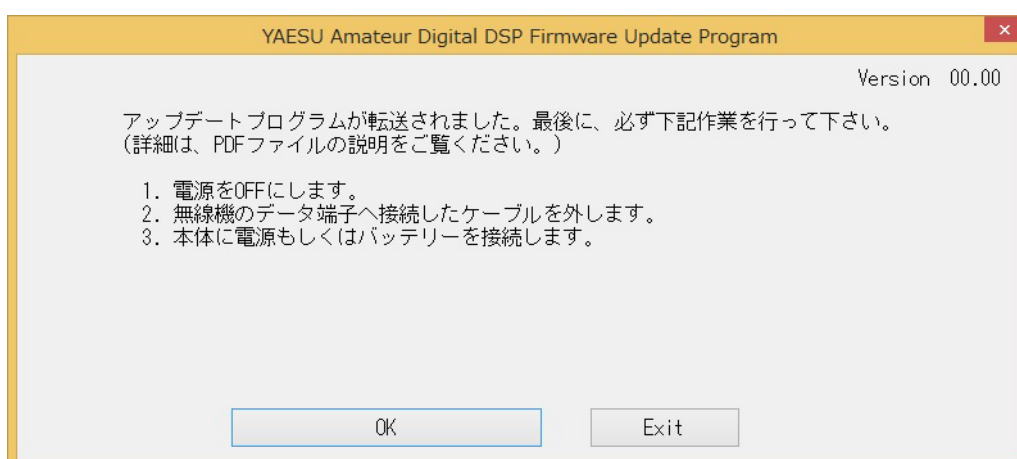 YAESU Amateur Digital DSP Firmware Update Program
Version 00.00
アップデートプログラムが転送されました。最後に、必ず下記作業を行って下さい。
(詳細は、PDFファイルの説明をご覧ください。)
1. 電源をOFFにします。
2. 無線機のデータ端子へ接続したケーブルを外します。
3. 本体に電源もしくはバッテリーを接続します。
OK
Exit